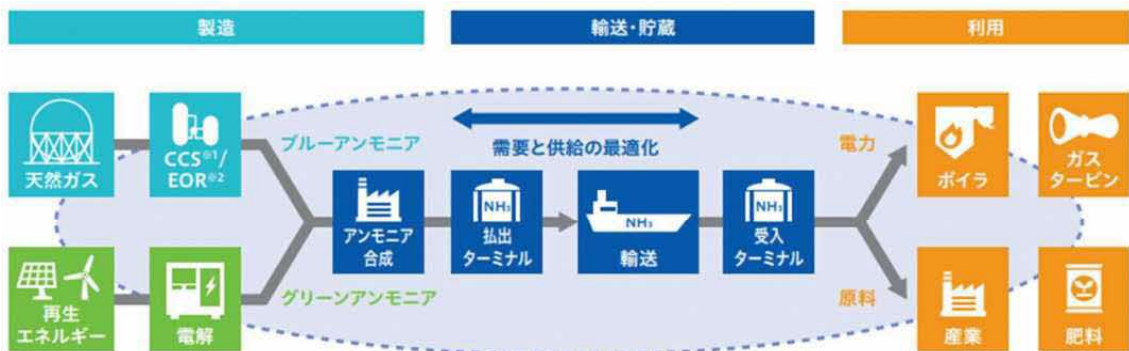 製造
輸送・貯蔵
利用
天然ガス
CCS※1/
EOR※2
ブルーアンモニア
需要と供給の最適化
電力
ボイラ
ガス
タービン
アンモニア
合成
NH₃
払出
ターミナル
NH₃
輸送
NH₃
受入
ターミナル
再生
エネルギー
電解
グリーンアンモニア
原料
産業
肥料